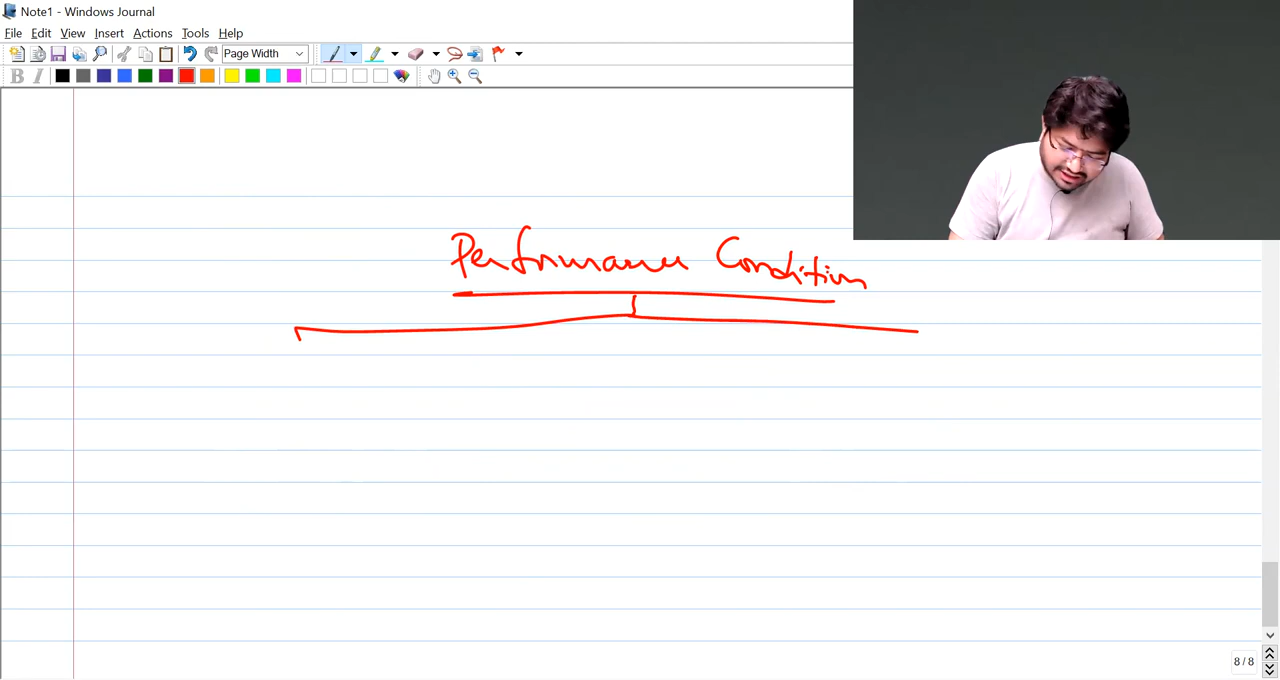 Note1 - Windows Journal
File Edit View Insert Actions Tools Help
Page Width
B I
Performance Condition
8 / 8